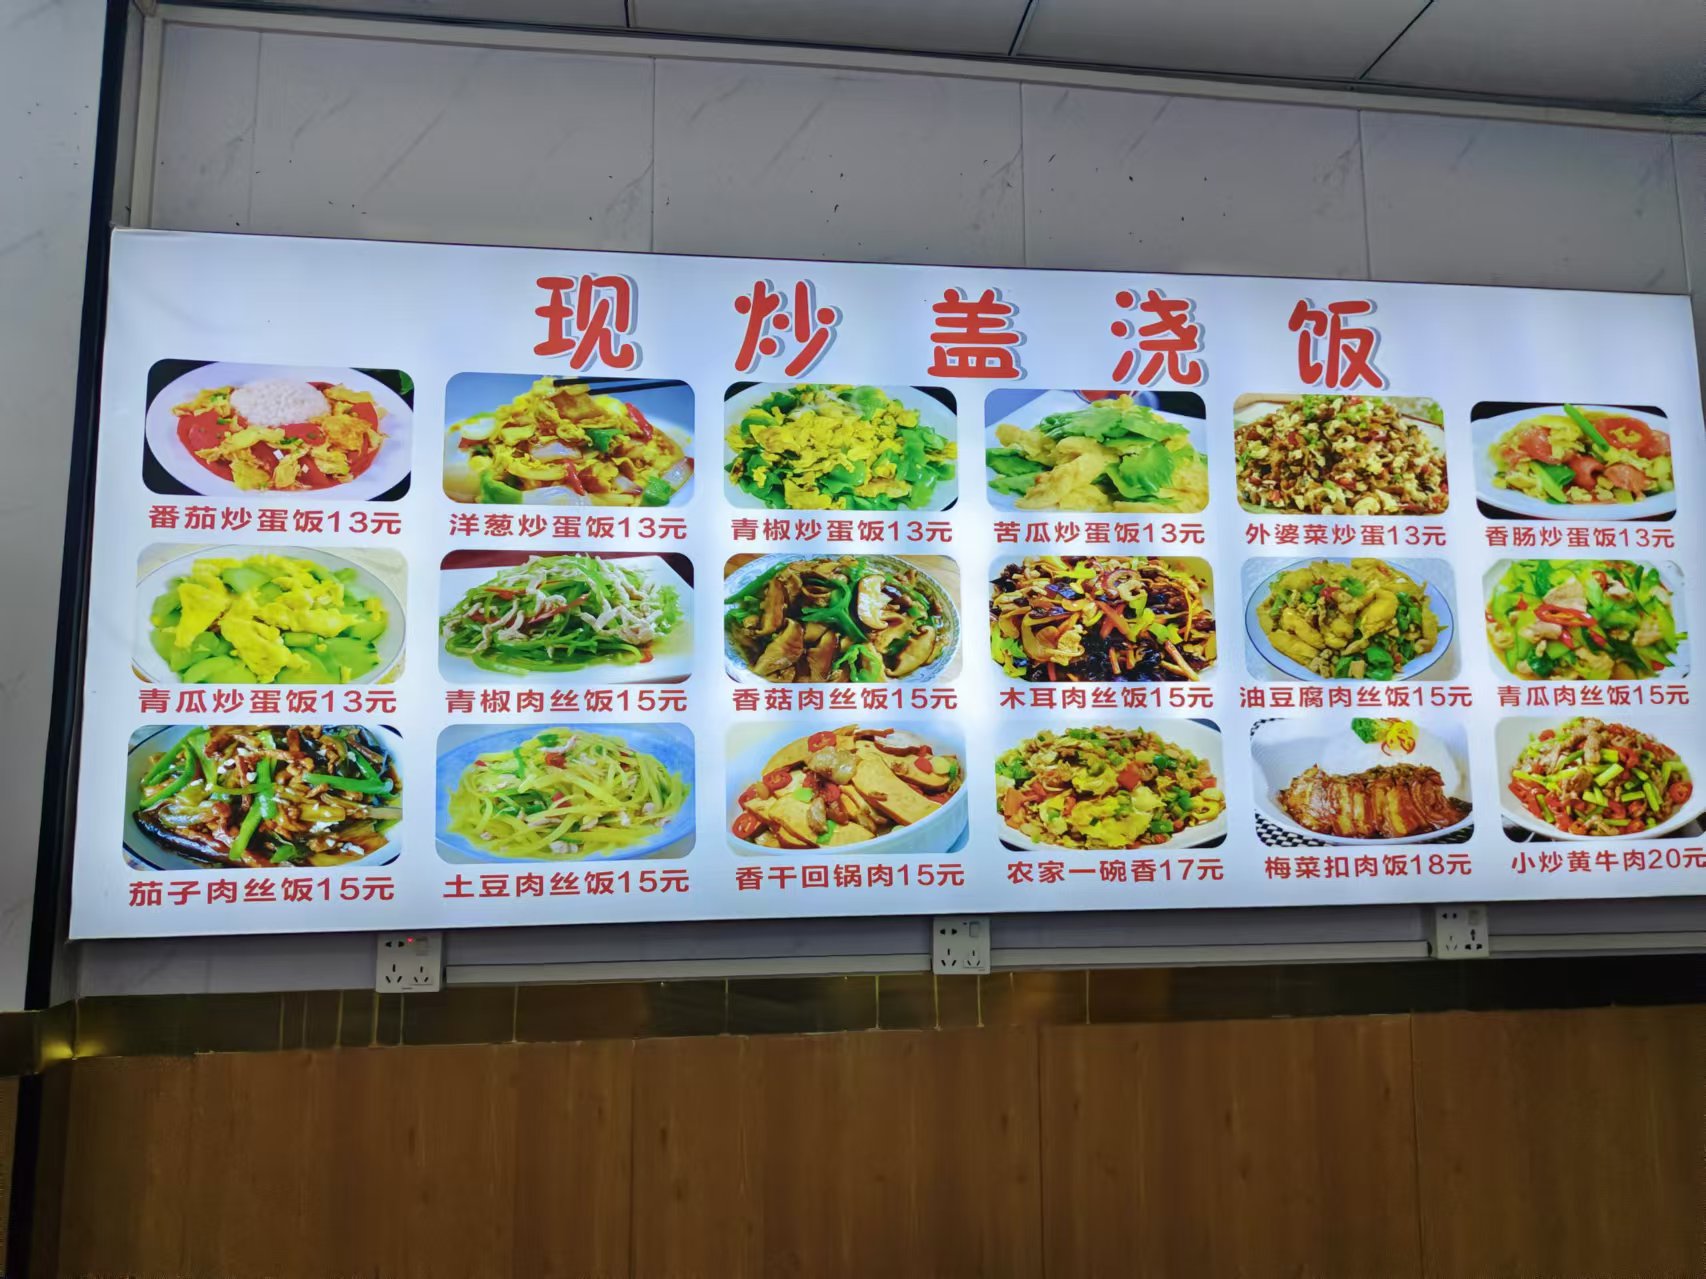 现炒盖浇饭
番茄炒蛋饭13元
洋葱炒蛋饭13元
青椒炒蛋饭13元
苦瓜炒蛋饭13元
外婆菜炒蛋13元
香肠炒蛋饭13元
青瓜炒蛋饭13元
青椒肉丝饭15元
香菇肉丝饭15元
木耳肉丝饭15元
油豆腐肉丝饭15元
青瓜肉丝饭15元
茄子肉丝饭15元
土豆肉丝饭15元
香干回锅肉15元
农家一碗香17元
梅菜扣肉饭18元
小炒黄牛肉20元